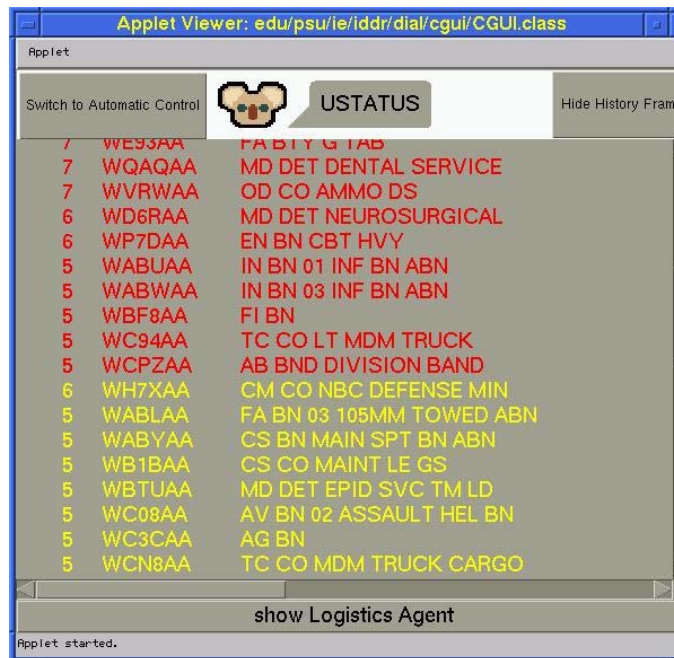 Applet Viewer: edu/psu/ie/iddr/dial/cgui/CGUI.class
Applet
Switch to Automatic Control USTATUS Hide History Fram
7 WE93AA FA BTY G TAB
7 WQAQAA MD DET DENTAL SERVICE
7 WVRWAA OD CO AMMO DS
6 WD6RAA MD DET NEUROSURGICAL
6 WP7DAA EN BN CBT HVY
5 WABUAA IN BN 01 INF BN ABN
5 WABWAA IN BN 03 INF BN ABN
5 WBF8AA FI BN
5 WC94AA TC CO LT MDM TRUCK
5 WCPZAA AB BND DIVISION BAND
6 WH7XAA CM CO NBC DEFENSE MIN
5 WABLAA FA BN 03 105MM TOWED ABN
5 WABYAA CS BN MAIN SPT BN ABN
5 WB1BAA CS CO MAINT LE GS
5 WBTUAA MD DET EPID SVC TM LD
5 WC08AA AV BN 02 ASSAULT HEL BN
5 WC3CAA AG BN
5 WCN8AA TC CO MDM TRUCK CARGO
show Logistics Agent
Applet started.